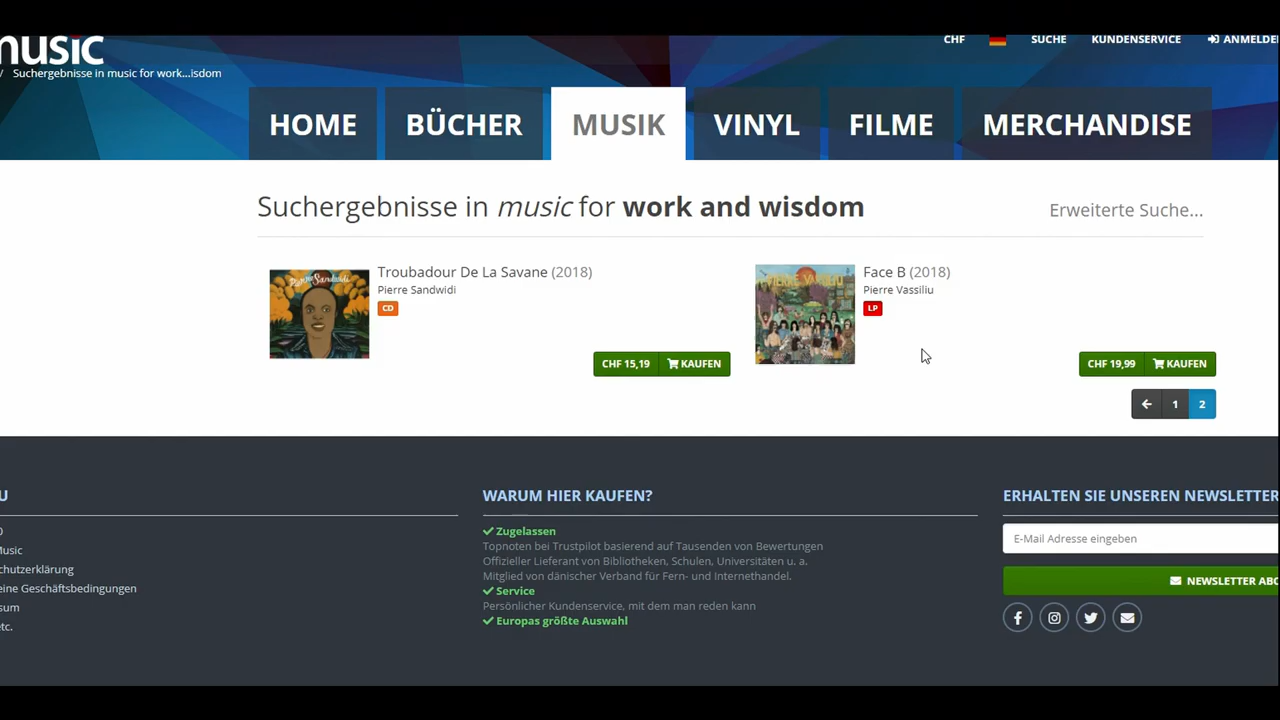 music
CHF SUCHE KUNDENSERVICE ANMELDE
/ Suchergebnisse in music for work...isdom
HOME BÜCHER MUSIK VINYL FILME MERCHANDISE
Suchergebnisse in music for work and wisdom
Erweiterte Suche...
Troubadour De La Savane (2018)
Pierre Sandwidi
CD
CHF 15,19 KAUFEN
PIERRE VASSILIU
Face B (2018)
Pierre Vassiliu
LP
CHF 19,99 KAUFEN
1 2
U
O
Music
chutzerklärung
eine Geschäftsbedingungen
sum
etc.
WARUM HIER KAUFEN?
Zugelassen
Topnoten bei Trustpilot basierend auf Tausenden von Bewertungen
Offizieller Lieferant von Bibliotheken, Schulen, Universitäten u. a.
Mitglied von dänischer Verband für Fern- und Internethandel.
Service
Persönlicher Kundenservice, mit dem man reden kann
Europas größte Auswahl
ERHALTEN SIE UNSEREN NEWSLETTER
E-Mail Adresse eingeben
NEWSLETTER ABO